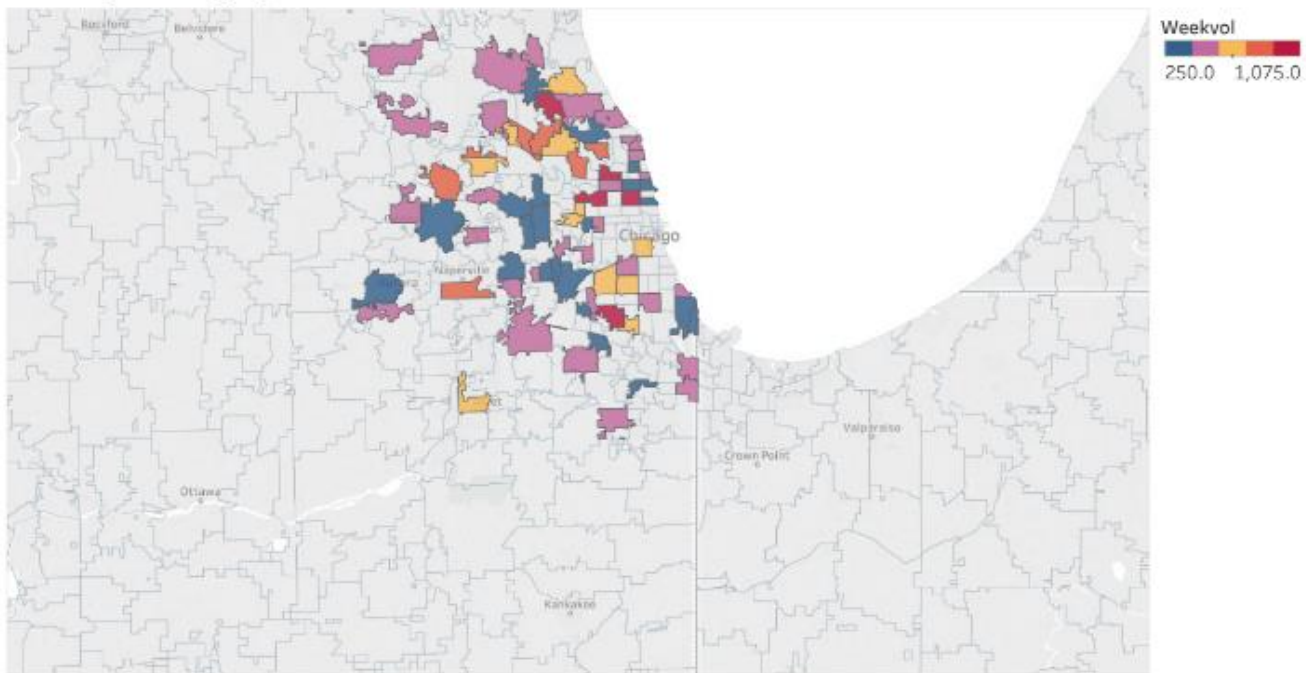 Rockford
Belvidere
Weekvol
250.0 1,075.0
Chicago
Naperville
Valparaiso
Crown Point
Ottawa
Kankakee